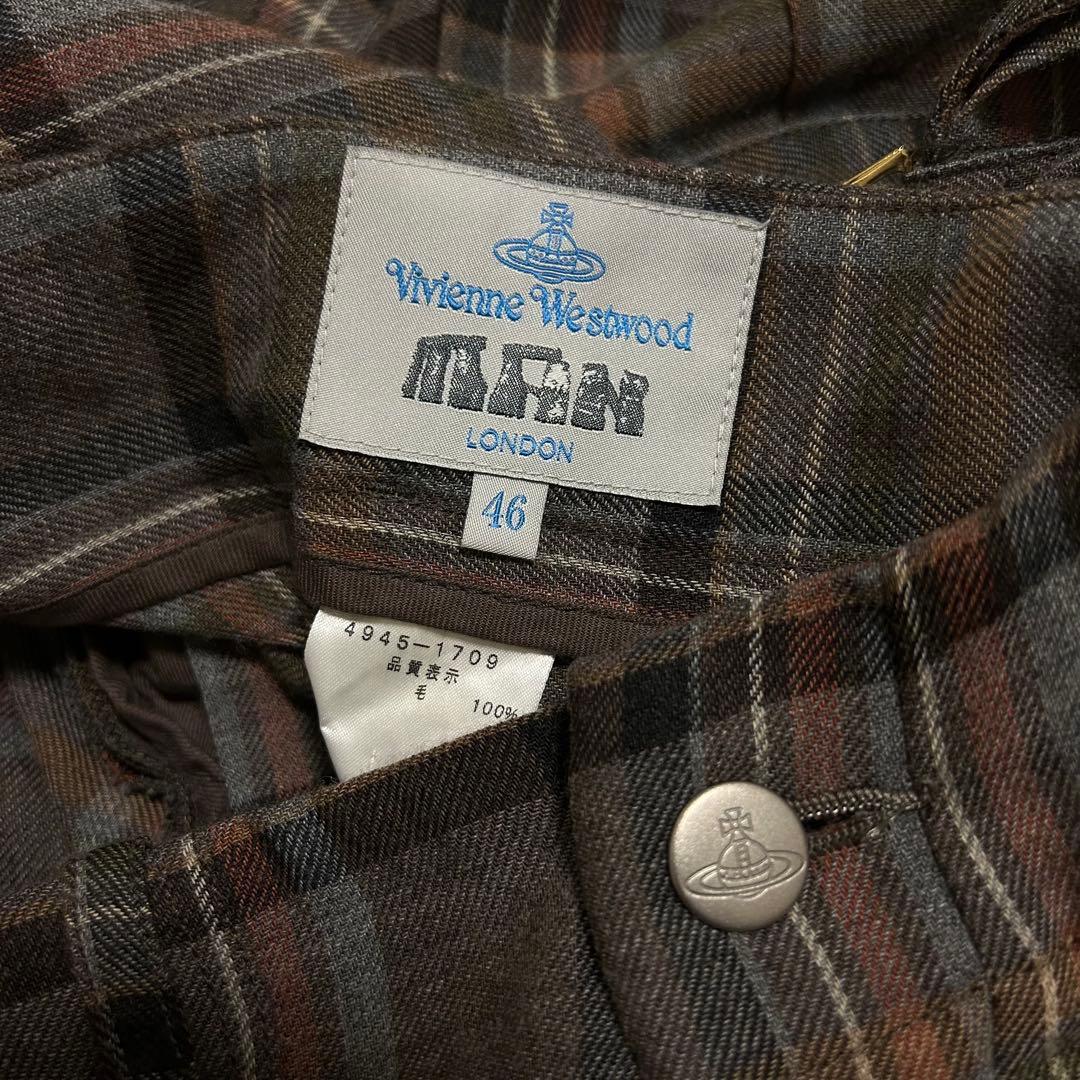 Vivienne Westwood
MAN
LONDON
46
4945-1709
品質表示
毛 100%